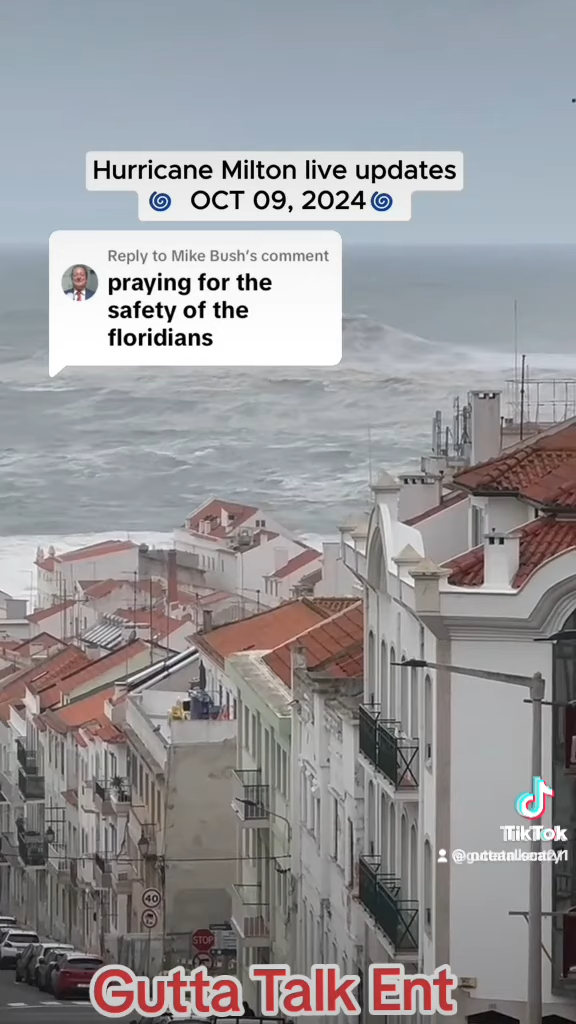 Hurricane Milton live updates
🌀 OCT 09, 2024🌀
Reply to Mike Bush's comment
praying for the
safety of the
floridians
40
STOP
TikTok
Gutta Talk Ent